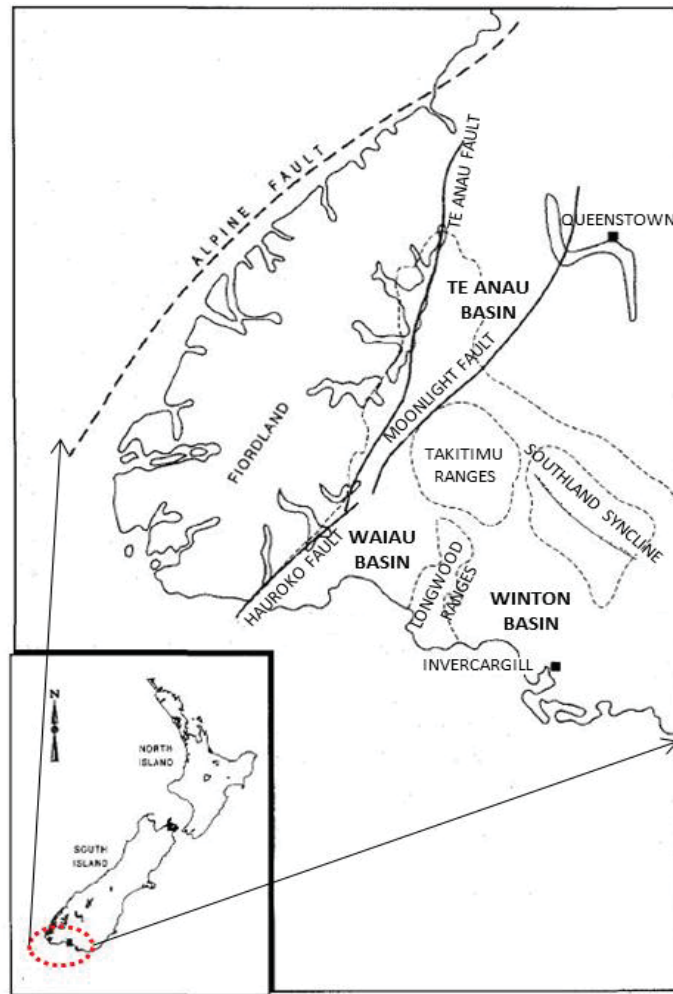 ALPINE FAULT
TE ANAU FAULT
QUEENSTOWN
TE ANAU
BASIN
MOONLIGHT FAULT
FIORDLAND
TAKITIMU
RANGES
SOUTHLAND SYNCLINE
HAUROKO FAULT
WAIAU
BASIN
LONGWOOD
RANGES
WINTON
BASIN
INVERCARGILL
N
NORTH
ISLAND
SOUTH
ISLAND